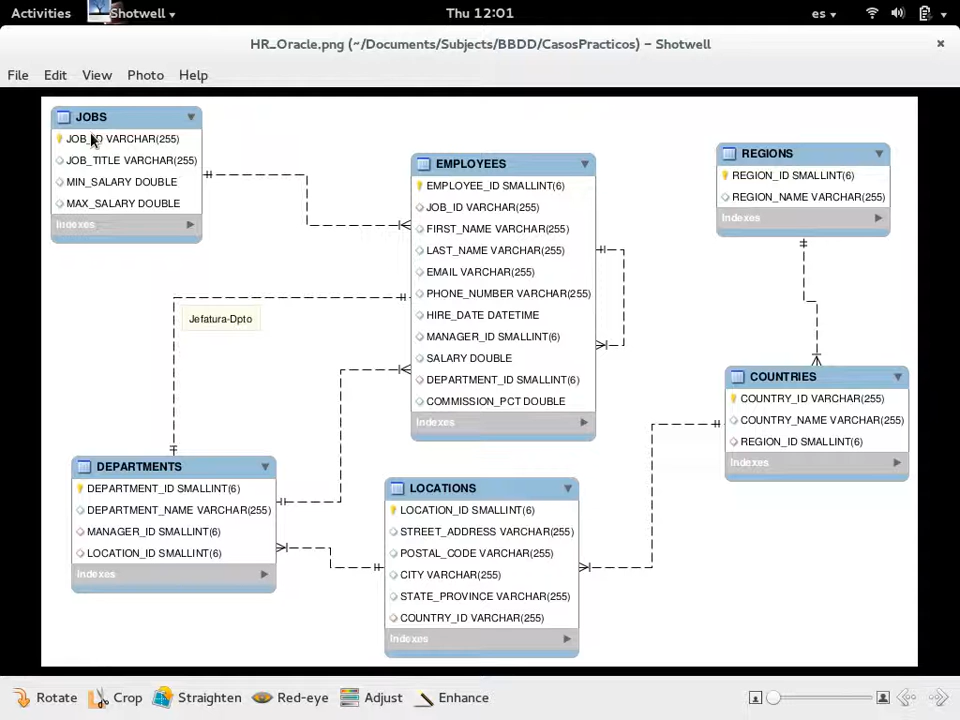 Activities
Shotwell
Thu 12:01
es
HR_Oracle.png (~/Documents/Subjects/BBDD/CasosPracticos) – Shotwell
×
File Edit View Photo Help
JOBS
JOB_ID VARCHAR(255)
JOB_TITLE VARCHAR(255)
MIN_SALARY DOUBLE
MAX_SALARY DOUBLE
Indexes
EMPLOYEES
EMPLOYEE_ID SMALLINT(6)
JOB_ID VARCHAR(255)
FIRST_NAME VARCHAR(255)
LAST_NAME VARCHAR(255)
EMAIL VARCHAR(255)
PHONE_NUMBER VARCHAR(255)
HIRE_DATE DATETIME
MANAGER_ID SMALLINT(6)
SALARY DOUBLE
DEPARTMENT_ID SMALLINT(6)
COMMISSION_PCT DOUBLE
Indexes
REGIONS
REGION_ID SMALLINT(6)
REGION_NAME VARCHAR(255)
Indexes
Jefatura-Dpto
COUNTRIES
COUNTRY_ID VARCHAR(255)
COUNTRY_NAME VARCHAR(255)
REGION_ID SMALLINT(6)
Indexes
DEPARTMENTS
DEPARTMENT_ID SMALLINT(6)
DEPARTMENT_NAME VARCHAR(255)
MANAGER_ID SMALLINT(6)
LOCATION_ID SMALLINT(6)
Indexes
LOCATIONS
LOCATION_ID SMALLINT(6)
STREET_ADDRESS VARCHAR(255)
POSTAL_CODE VARCHAR(255)
CITY VARCHAR(255)
STATE_PROVINCE VARCHAR(255)
COUNTRY_ID VARCHAR(255)
Indexes
Rotate Crop Straighten Red-eye Adjust Enhance